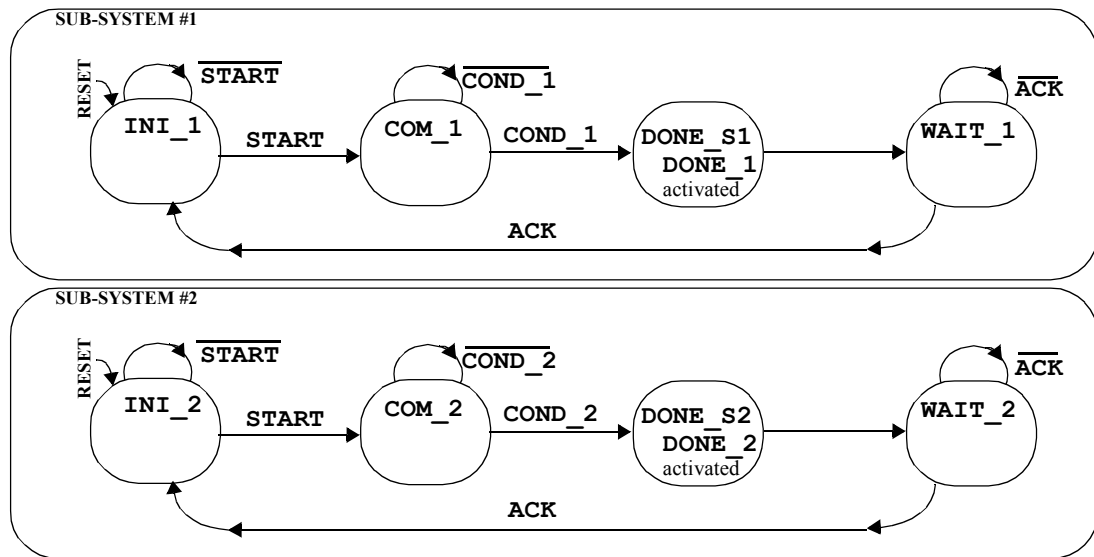 SUB-SYSTEM #1
RESET
START
COND_1
ACK
INI_1
START
COM_1
COND_1
DONE_S1
DONE_1
activated
WAIT_1
ACK
SUB-SYSTEM #2
RESET
START
COND_2
ACK
INI_2
START
COM_2
COND_2
DONE_S2
DONE_2
activated
WAIT_2
ACK